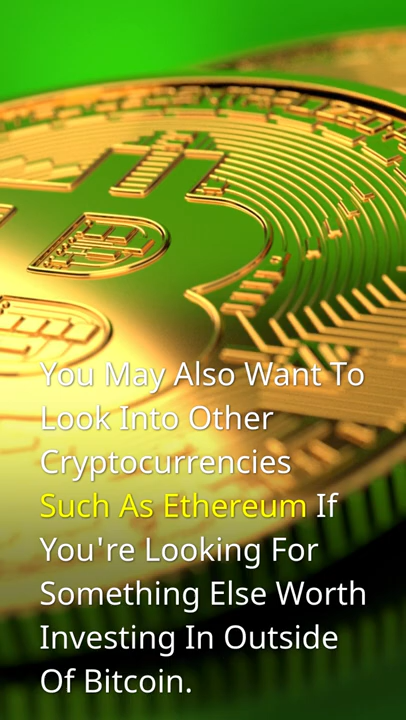 You May Also Want To
Look Into Other
Cryptocurrencies
Such As Ethereum If
You're Looking For
Something Else Worth
Investing In Outside
Of Bitcoin.